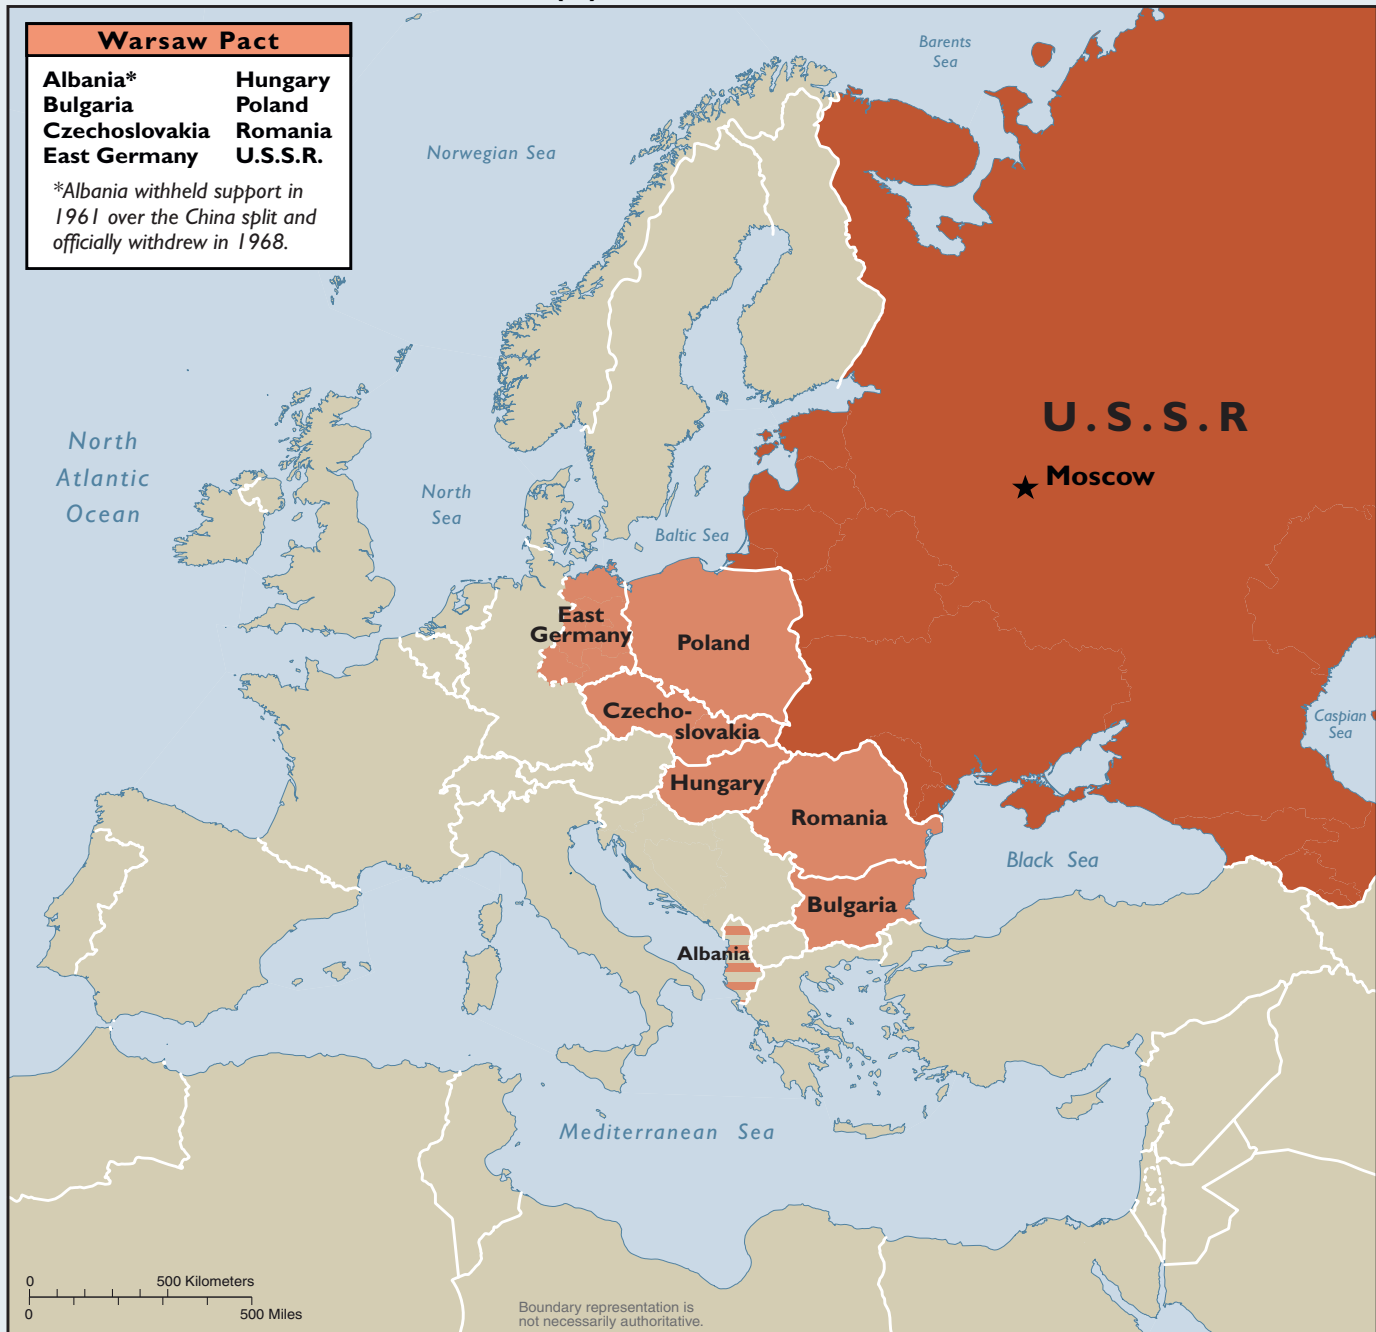 Warsaw Pact
Albania* Hungary
Bulgaria Poland
Czechoslovakia Romania
East Germany U.S.S.R.
*Albania withheld support in
1961 over the China split and
officially withdrew in 1968.
Barents
Sea
Norwegian Sea
North
Atlantic
Ocean
North
Sea
Baltic Sea
U.S.S.R
Moscow
East
Germany
Poland
Czecho-
slovakia
Hungary
Romania
Bulgaria
Albania
Caspian
Sea
Black Sea
Mediterranean Sea
0 500 Kilometers
0 500 Miles
Boundary representation is
not necessarily authoritative.